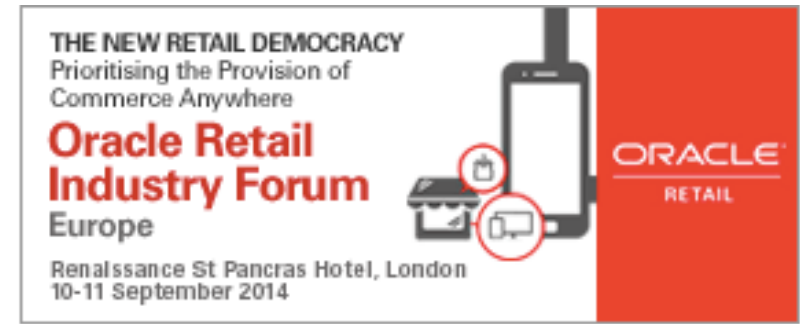 THE NEW RETAIL DEMOCRACY
Prioritising the Provision of
Commerce Anywhere
Oracle Retail
Industry Forum
Europe
Renaissance St Pancras Hotel, London
10-11 September 2014
ORACLE
RETAIL